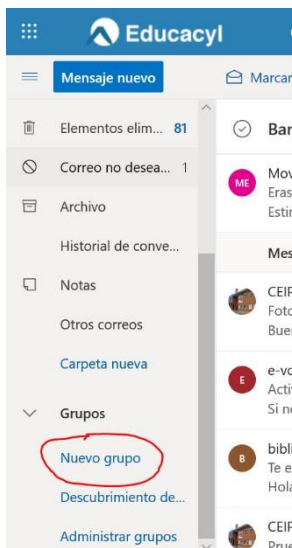 Educacyl
Mensaje nuevo
Marcar
Elementos elim... 81
Correo no desea... 1
Archivo
Historial de conve...
Notas
Otros correos
Carpeta nueva
Grupos
Nuevo grupo
Descubrimiento de...
Administrar grupos
Ban
ME
Mov
Eras
Estir
Mes
CEIP
Foto
Buen
E
e-vo
Activ
Si no
B
bibli
Te e
Hola
CEIP
Prue